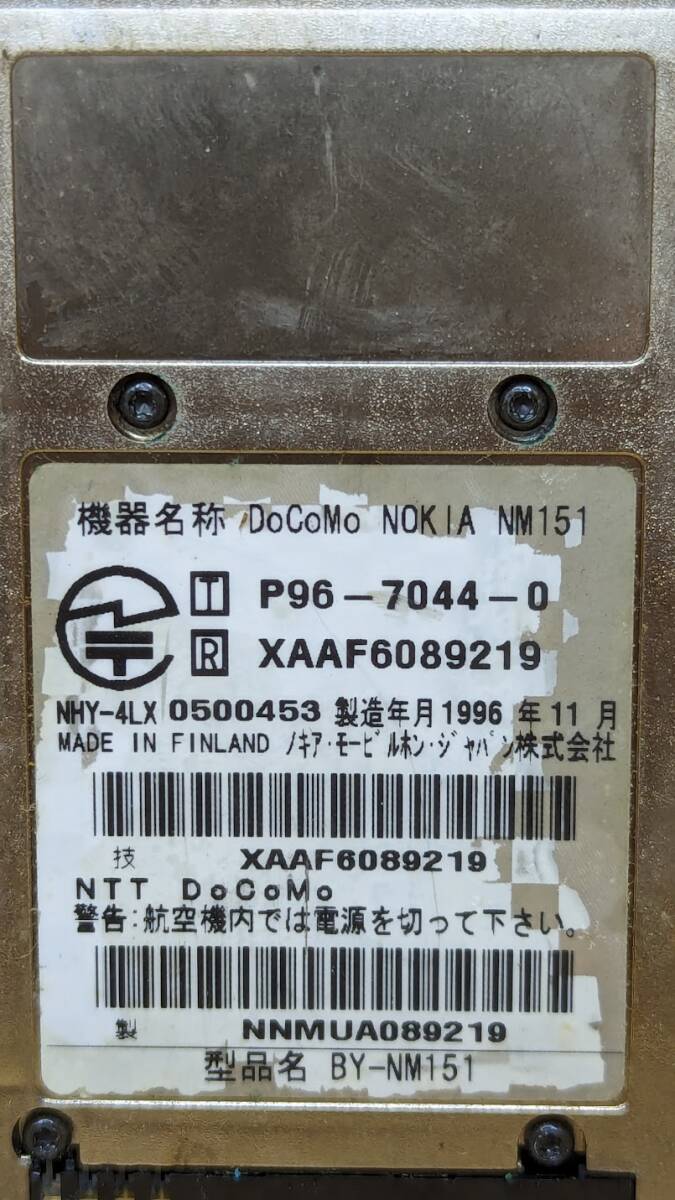 機器名称 DoCoMo NOKIA NM151
T P96-7044-0
R XAAF6089219
NHY-4LX 0500453 製造年月 1996 年 11 月
MADE IN FINLAND ﾉｷｱ･ﾓｰﾋﾞﾙﾎﾝ･ｼﾞｬﾊﾟﾝ株式会社
技 XAAF6089219
NTT DoCoMo
警告:航空機内では電源を切って下さい。
製 NNMUA089219
型品名 BY-NM151